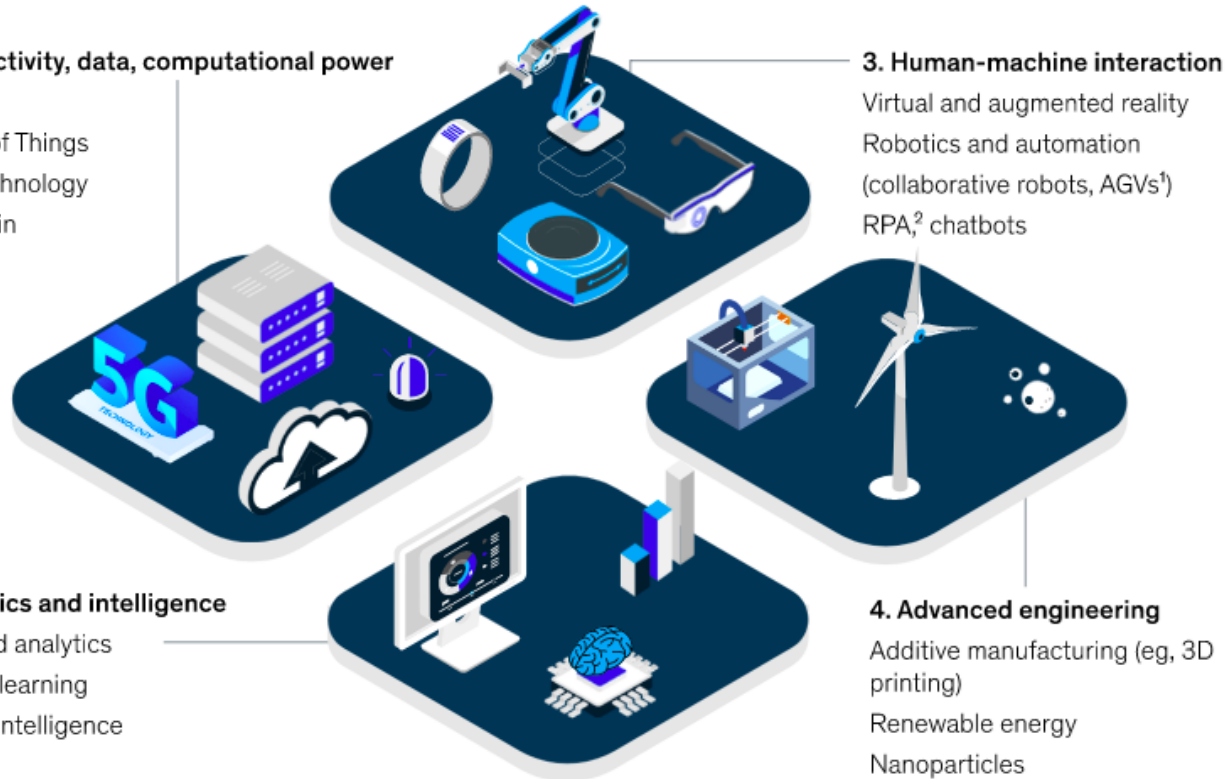 ctivity, data, computational power
of Things
hnology
in
3. Human-machine interaction
Virtual and augmented reality
Robotics and automation
(collaborative robots, AGVs¹)
RPA,² chatbots
5G
TECHNOLOGY
ics and intelligence
d analytics
learning
ntelligence
4. Advanced engineering
Additive manufacturing (eg, 3D
printing)
Renewable energy
Nanoparticles